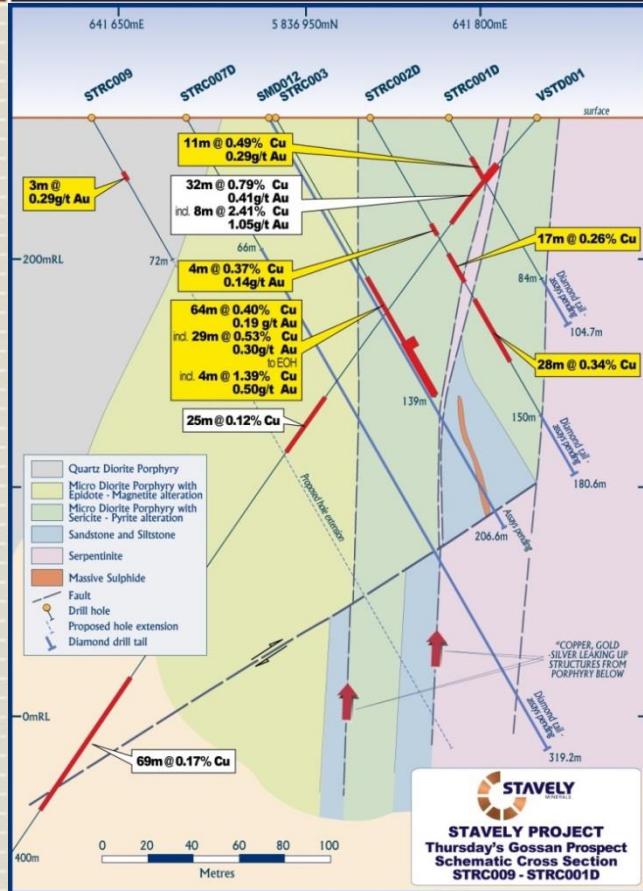 641 650mE
5 836 950mN
641 800mE
STRC009
STRC007D
SMD012
STRC003
STRC002D
STRC001D
VSTD001
surface
11m @ 0.49% Cu
0.29g/t Au
3m @
0.29g/t Au
32m @ 0.79% Cu
0.41g/t Au
incl. 8m @ 2.41% Cu
1.05g/t Au
17m @ 0.26% Cu
200mRL
72m
66m
4m @ 0.37% Cu
0.14g/t Au
84m
Diamond tail -
assays pending
104.7m
64m @ 0.40% Cu
0.19 g/t Au
incl. 29m @ 0.53% Cu
0.30g/t Au
to EOH
incl. 4m @ 1.39% Cu
0.50g/t Au
28m @ 0.34% Cu
139m
150m
25m @ 0.12% Cu
Diamond tail -
assays pending
180.6m
Proposed hole extension
Assays pending
206.6m
Quartz Diorite Porphyry
Micro Diorite Porphyry with
Epidote - Magnetite alteration
Micro Diorite Porphyry with
Sericite - Pyrite alteration
Sandstone and Siltstone
Serpentinite
Massive Sulphide
Fault
Drill hole
Proposed hole extension
Diamond drill tail
"COPPER, GOLD
-SILVER LEAKING UP
STRUCTURES FROM
PORPHYRY BELOW
0mRL
Diamond tail -
assays pending
319.2m
69m @ 0.17% Cu
400m
0 20 40 60 80 100
Metres
STAVELY
MINERALS
STAVELY PROJECT
Thursday's Gossan Prospect
Schematic Cross Section
STRC009 - STRC001D